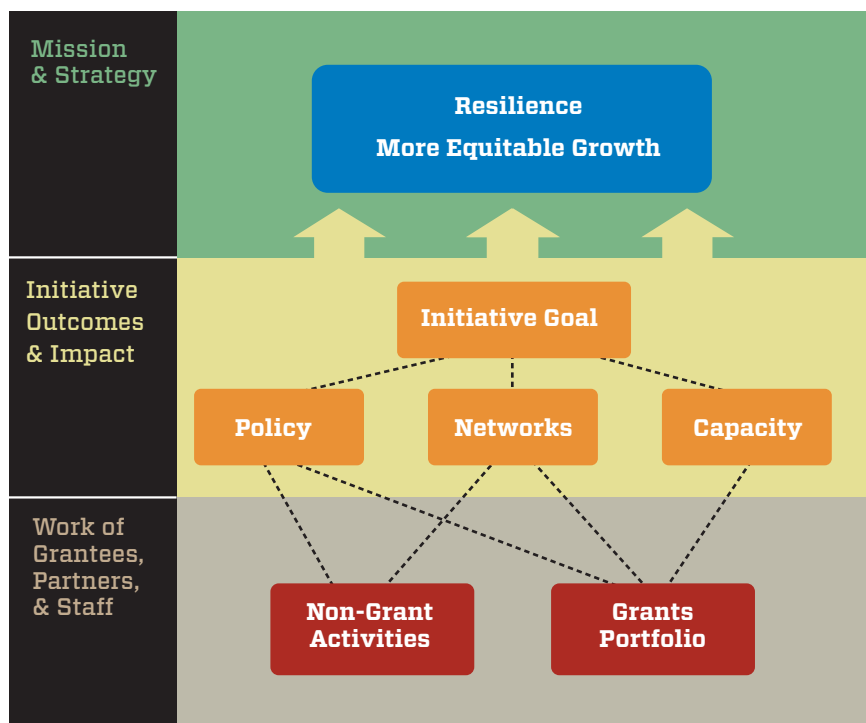 Mission
& Strategy
Resilience
More Equitable Growth
Initiative
Outcomes
& Impact
Initiative Goal
Policy
Networks
Capacity
Work of
Grantees,
Partners,
& Staff
Non-Grant
Activities
Grants
Portfolio